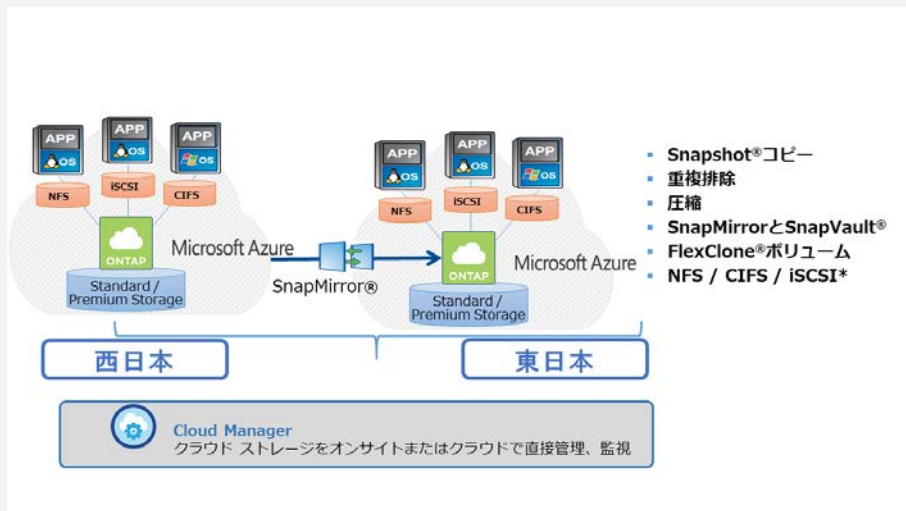 APP
OS
NFS
APP
OS
iSCSI
APP
OS
CIFS
ONTAP
Microsoft Azure
Standard /
Premium Storage
SnapMirror®
APP
OS
NFS
APP
OS
iSCSI
APP
OS
CIFS
ONTAP
Microsoft Azure
Standard /
Premium Storage
▪ Snapshot®コピー
▪ 重複排除
▪ 圧縮
▪ SnapMirrorとSnapVault®
▪ FlexClone®ボリューム
▪ NFS / CIFS / iSCSI*
西日本
東日本
Cloud Manager
クラウド ストレージをオンサイトまたはクラウドで直接管理、監視